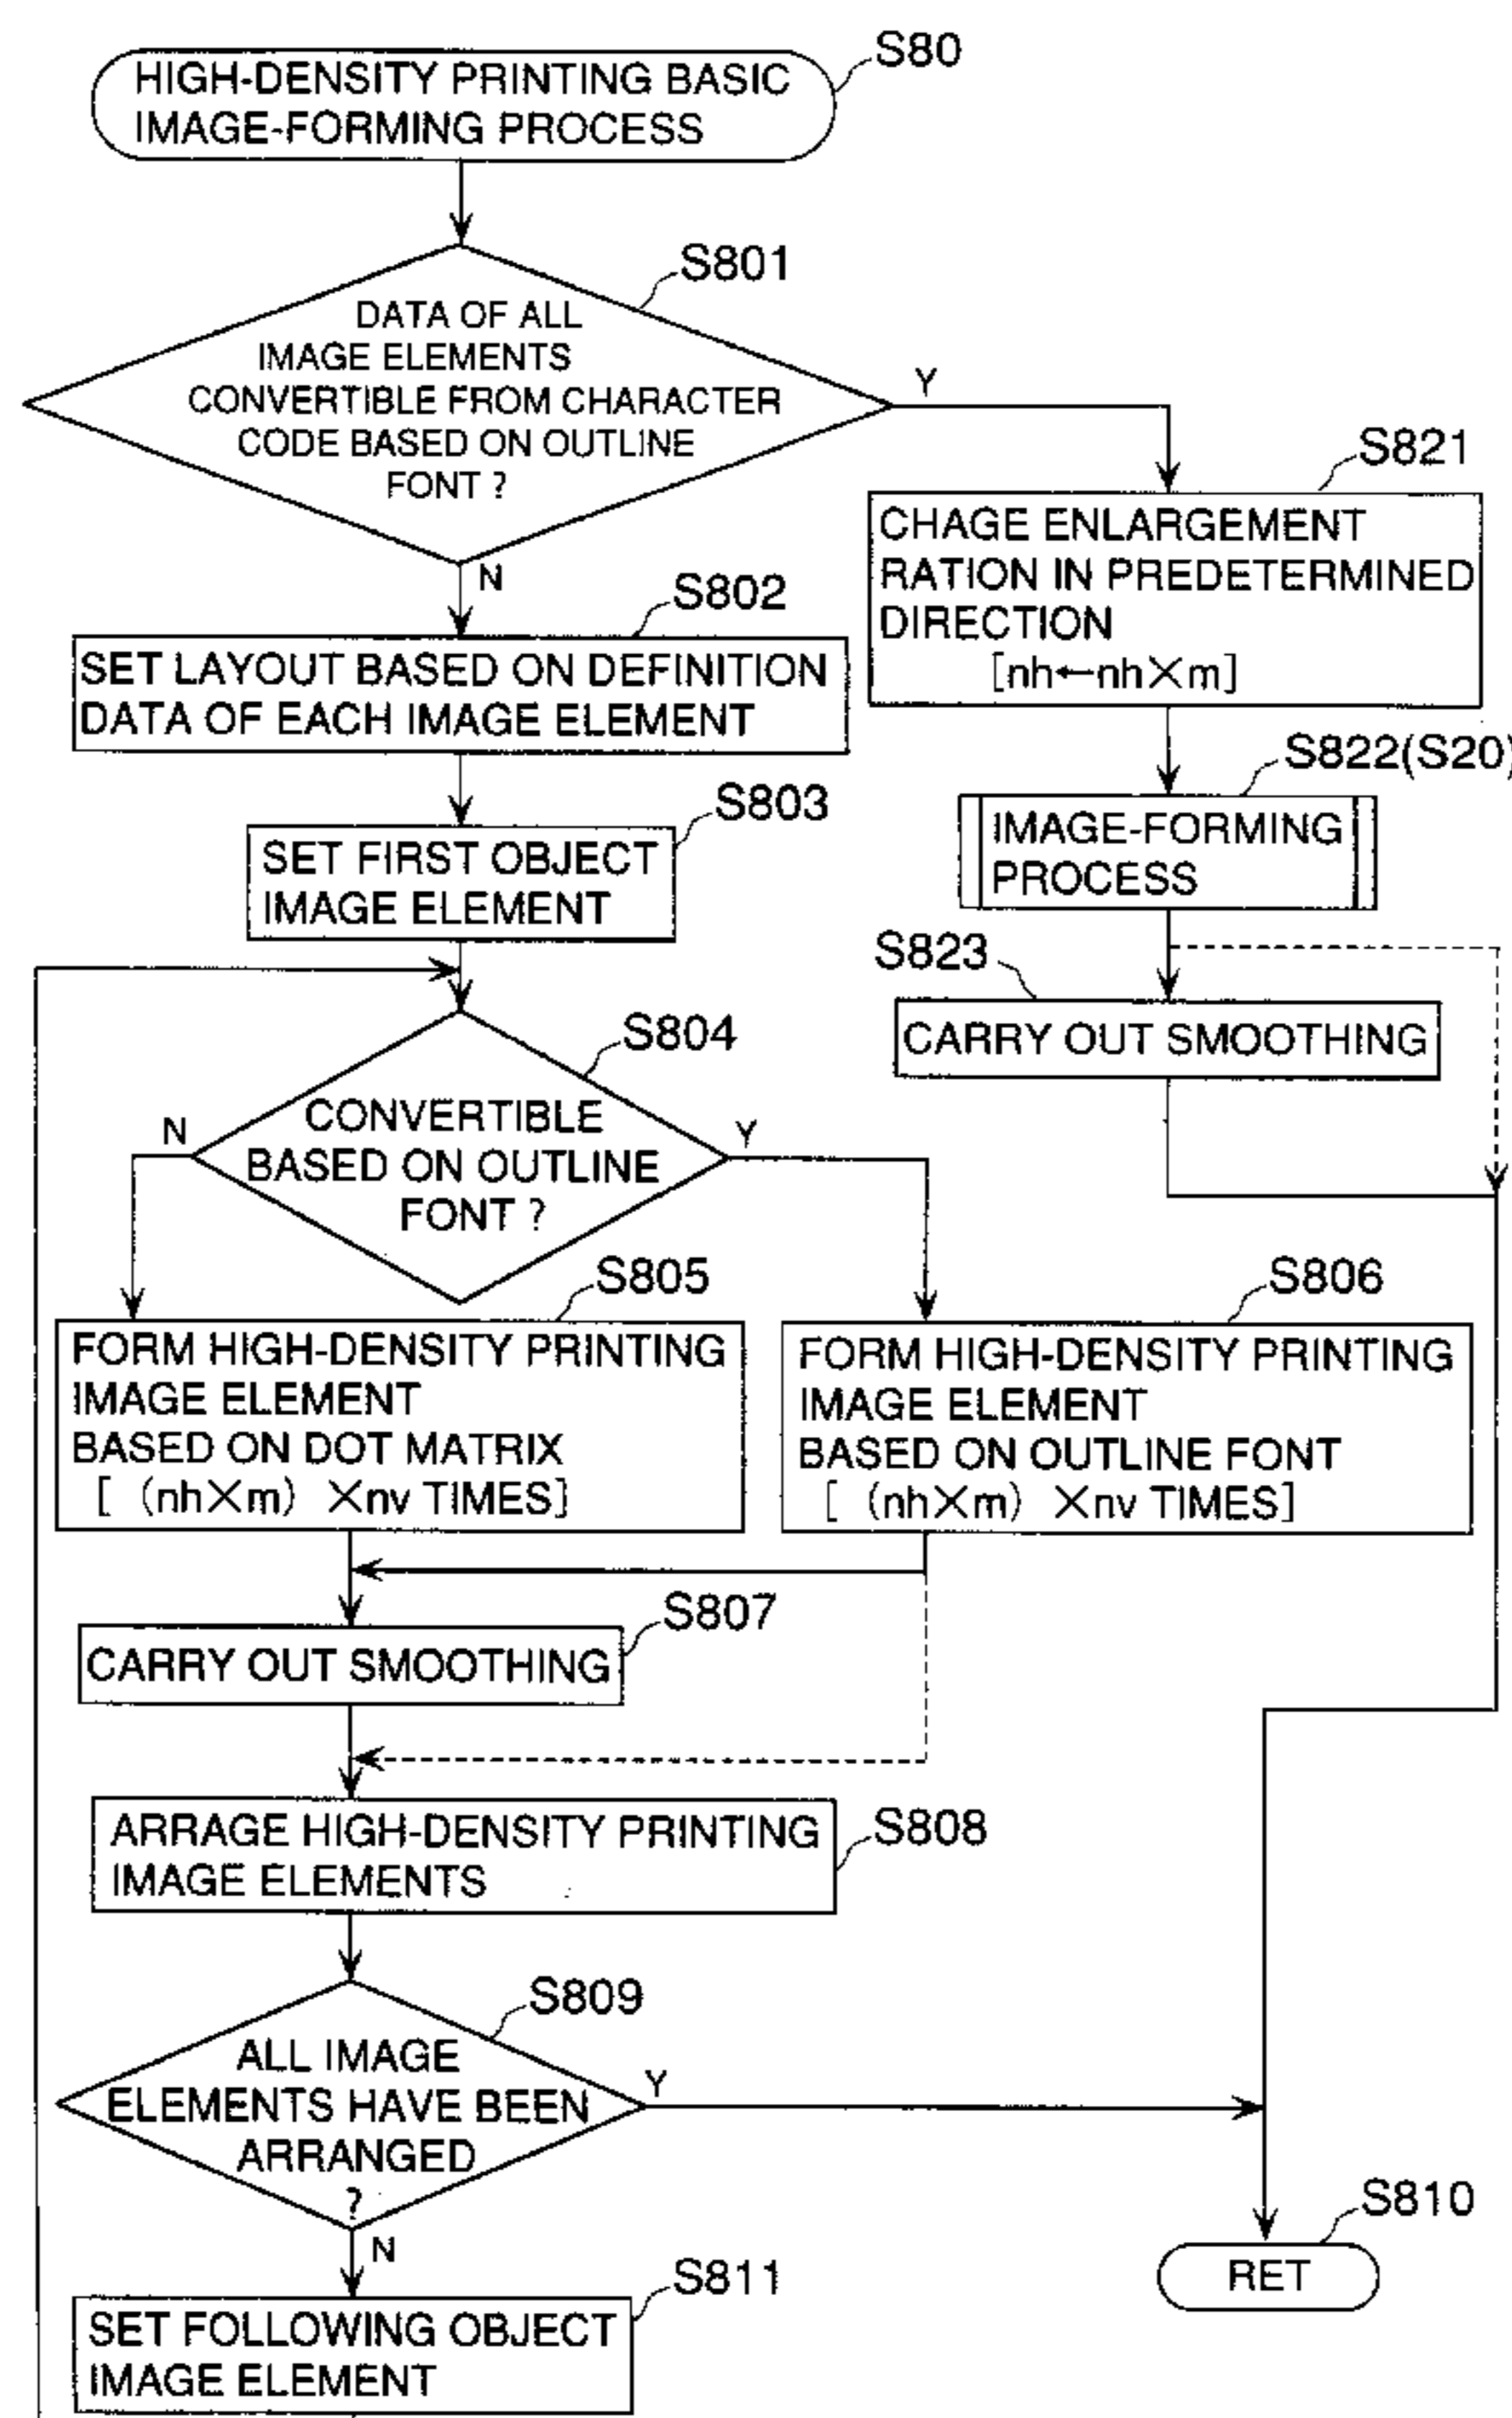 S80
HIGH-DENSITY PRINTING BASIC
IMAGE-FORMING PROCESS
S801
DATA OF ALL
IMAGE ELEMENTS
CONVERTIBLE FROM CHARACTER
CODE BASED ON OUTLINE
FONT ?
Y
N
S821
CHAGE ENLARGEMENT
RATION IN PREDETERMINED
DIRECTION
[nh←nh×m]
S802
SET LAYOUT BASED ON DEFINITION
DATA OF EACH IMAGE ELEMENT
S822(S20)
IMAGE-FORMING
PROCESS
S803
SET FIRST OBJECT
IMAGE ELEMENT
S823
CARRY OUT SMOOTHING
S804
CONVERTIBLE
BASED ON OUTLINE
FONT ?
N
Y
S805
FORM HIGH-DENSITY PRINTING
IMAGE ELEMENT
BASED ON DOT MATRIX
[ (nh×m) ×nv TIMES]
S806
FORM HIGH-DENSITY PRINTING
IMAGE ELEMENT
BASED ON OUTLINE FONT
[ (nh×m) ×nv TIMES]
S807
CARRY OUT SMOOTHING
S808
ARRAGE HIGH-DENSITY PRINTING
IMAGE ELEMENTS
S809
ALL IMAGE
ELEMENTS HAVE BEEN
ARRANGED
?
Y
N
S810
RET
S811
SET FOLLOWING OBJECT
IMAGE ELEMENT